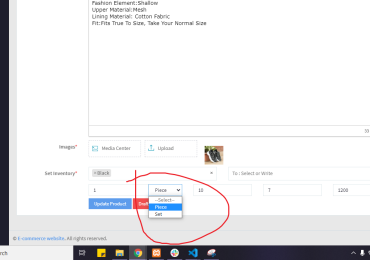 Fashion Element:Shallow
Upper Material:Mesh
Lining Material: Cotton Fabric
Fit:Fits True To Size, Take Your Normal Size
Images*
Media Center
Upload
Set Inventory*
×Black
To : Select or Write
1
Piece
10
7
1200
--Select--
Piece
Set
Update Product
© E-commerce website. All rights reserved.
rch